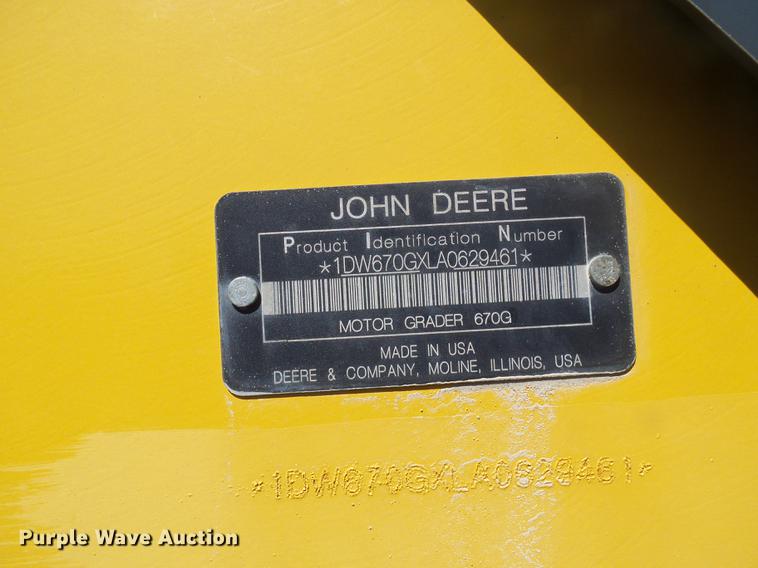 JOHN DEERE
Product Identification Number
*1DW670GXLA0629461*
MOTOR GRADER 670G
MADE IN USA
DEERE & COMPANY, MOLINE, ILLINOIS, USA
*1DW670GXLA0629461*
Purple Wave Auction